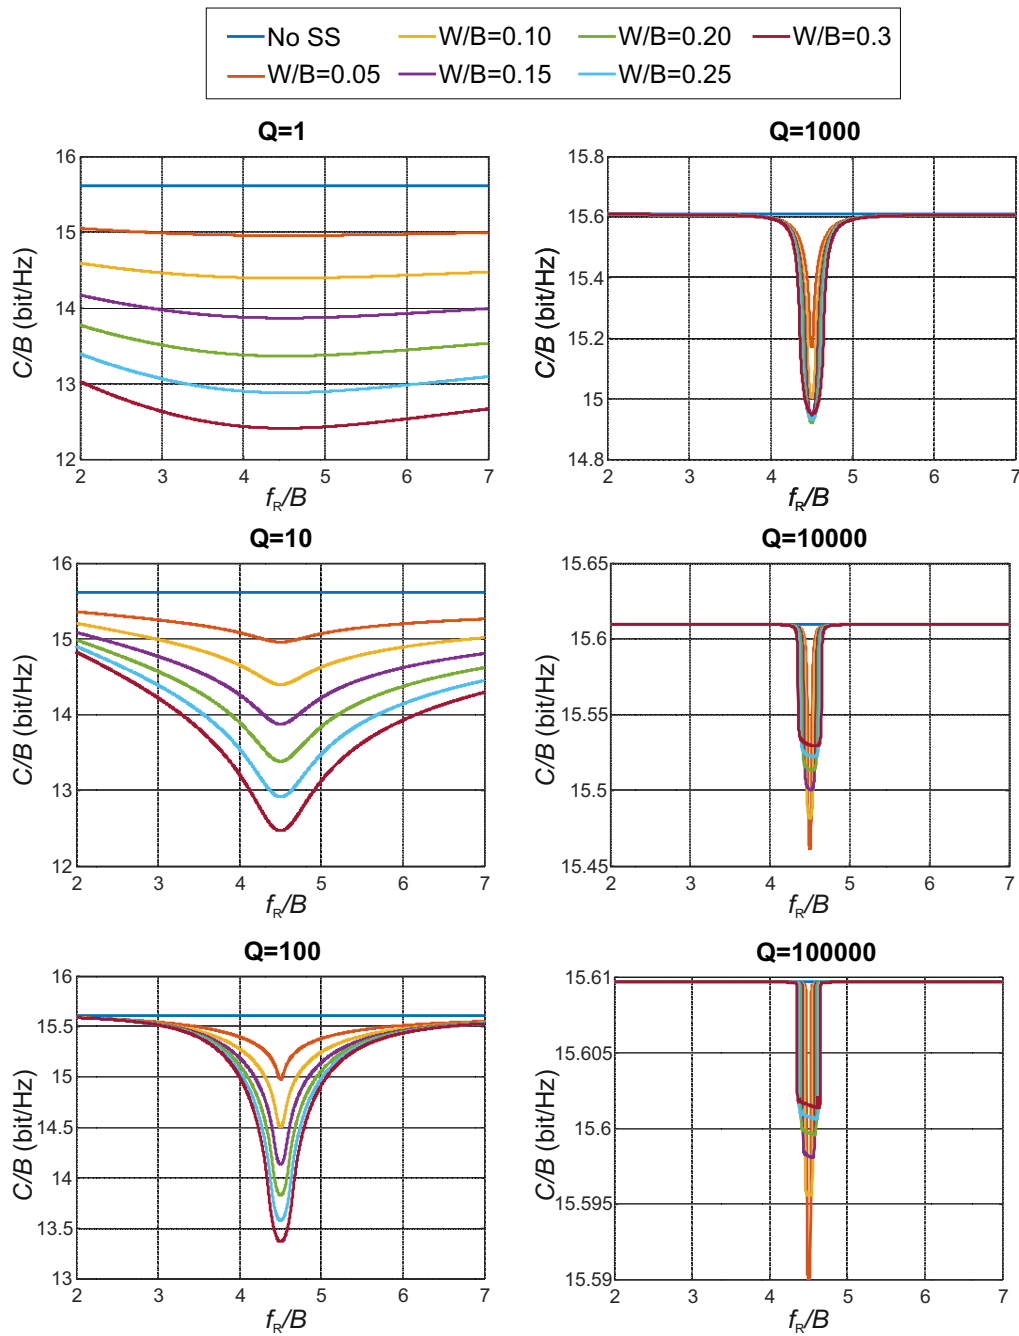 No SS W/B=0.10 W/B=0.20 W/B=0.3
W/B=0.05 W/B=0.15 W/B=0.25
Q=1
16
15
14
13
12
C/B (bit/Hz)
2 3 4 5 6 7
fR/B
Q=1000
15.8
15.6
15.4
15.2
15
14.8
C/B (bit/Hz)
2 3 4 5 6 7
fR/B
Q=10
16
15
14
13
12
C/B (bit/Hz)
2 3 4 5 6 7
fR/B
Q=10000
15.65
15.6
15.55
15.5
15.45
C/B (bit/Hz)
2 3 4 5 6 7
fR/B
Q=100
16
15.5
15
14.5
14
13.5
13
C/B (bit/Hz)
2 3 4 5 6 7
fR/B
Q=100000
15.61
15.605
15.6
15.595
15.59
C/B (bit/Hz)
2 3 4 5 6 7
fR/B